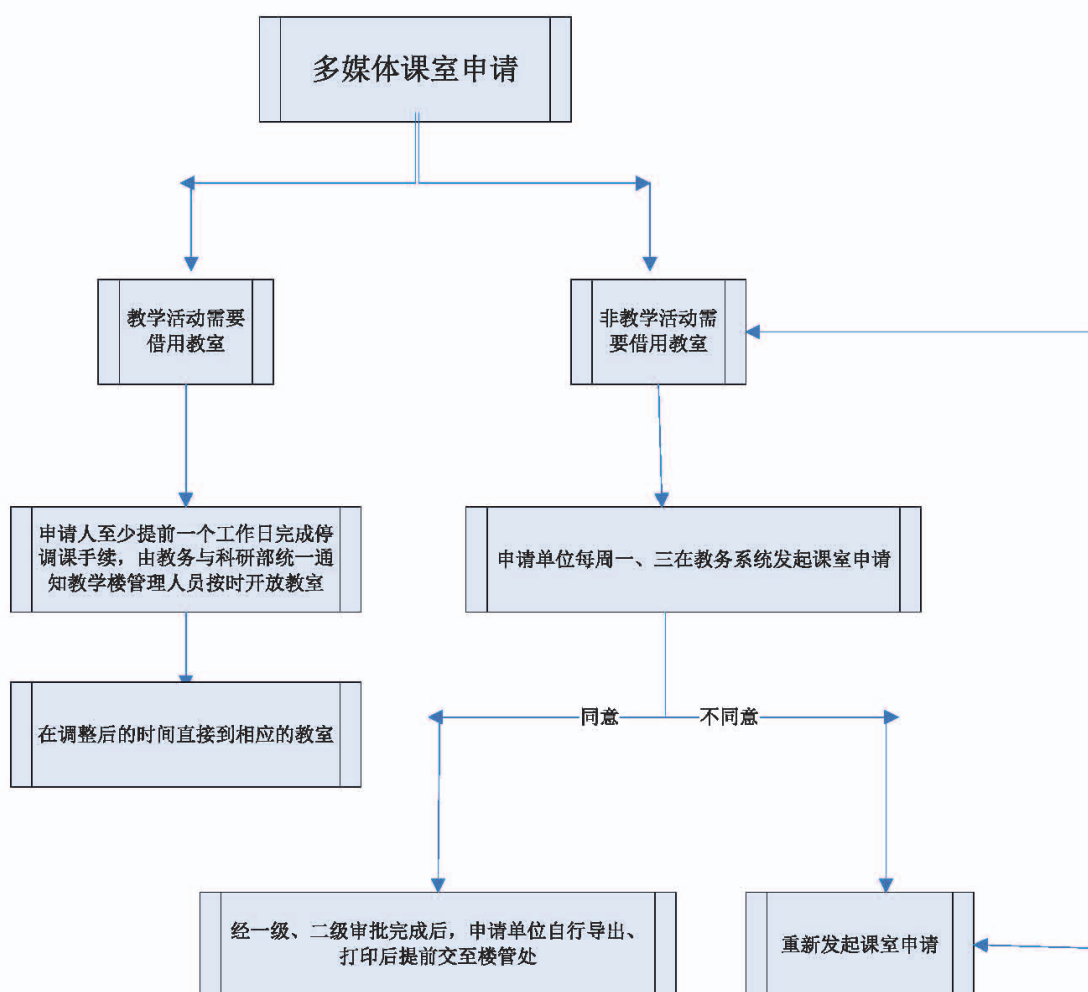 多媒体课室申请
教学活动需要
借用教室
非教学活动需
要借用教室
申请人至少提前一个工作日完成停
调课手续，由教务与科研部统一通
知教学楼管理人员按时开放教室
申请单位每周一、三在教务系统发起课室申请
在调整后的时间直接到相应的教室
同意
不同意
经一级、二级审批完成后，申请单位自行导出、
打印后提前交至楼管处
重新发起课室申请